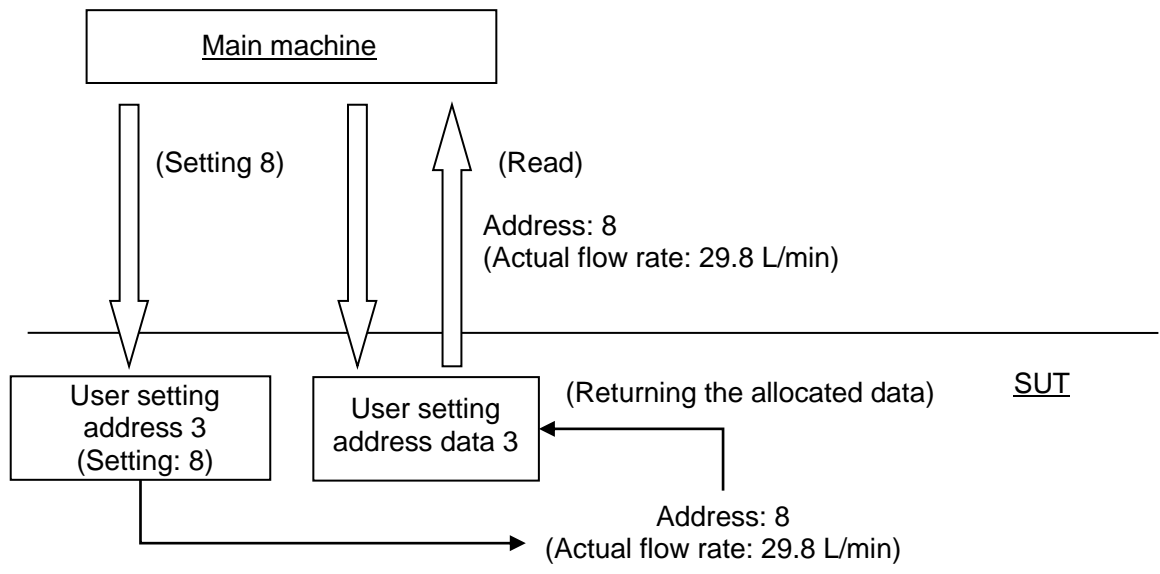 Main machine
(Setting 8)
(Read)
Address: 8
(Actual flow rate: 29.8 L/min)
SUT
User setting
address 3
(Setting: 8)
User setting
address data 3
(Returning the allocated data)
Address: 8
(Actual flow rate: 29.8 L/min)